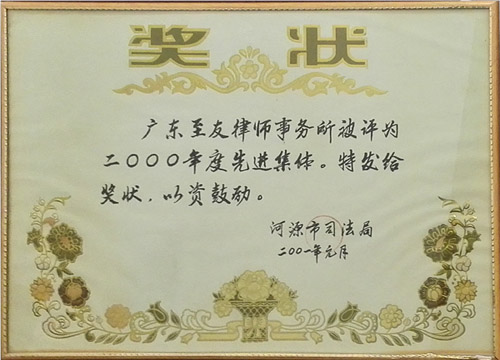 奖状
广东至友律师事务所被评为
二〇〇〇年度先进集体。特发给
奖状，以资鼓励。
河源市司法局
二〇〇一年元月